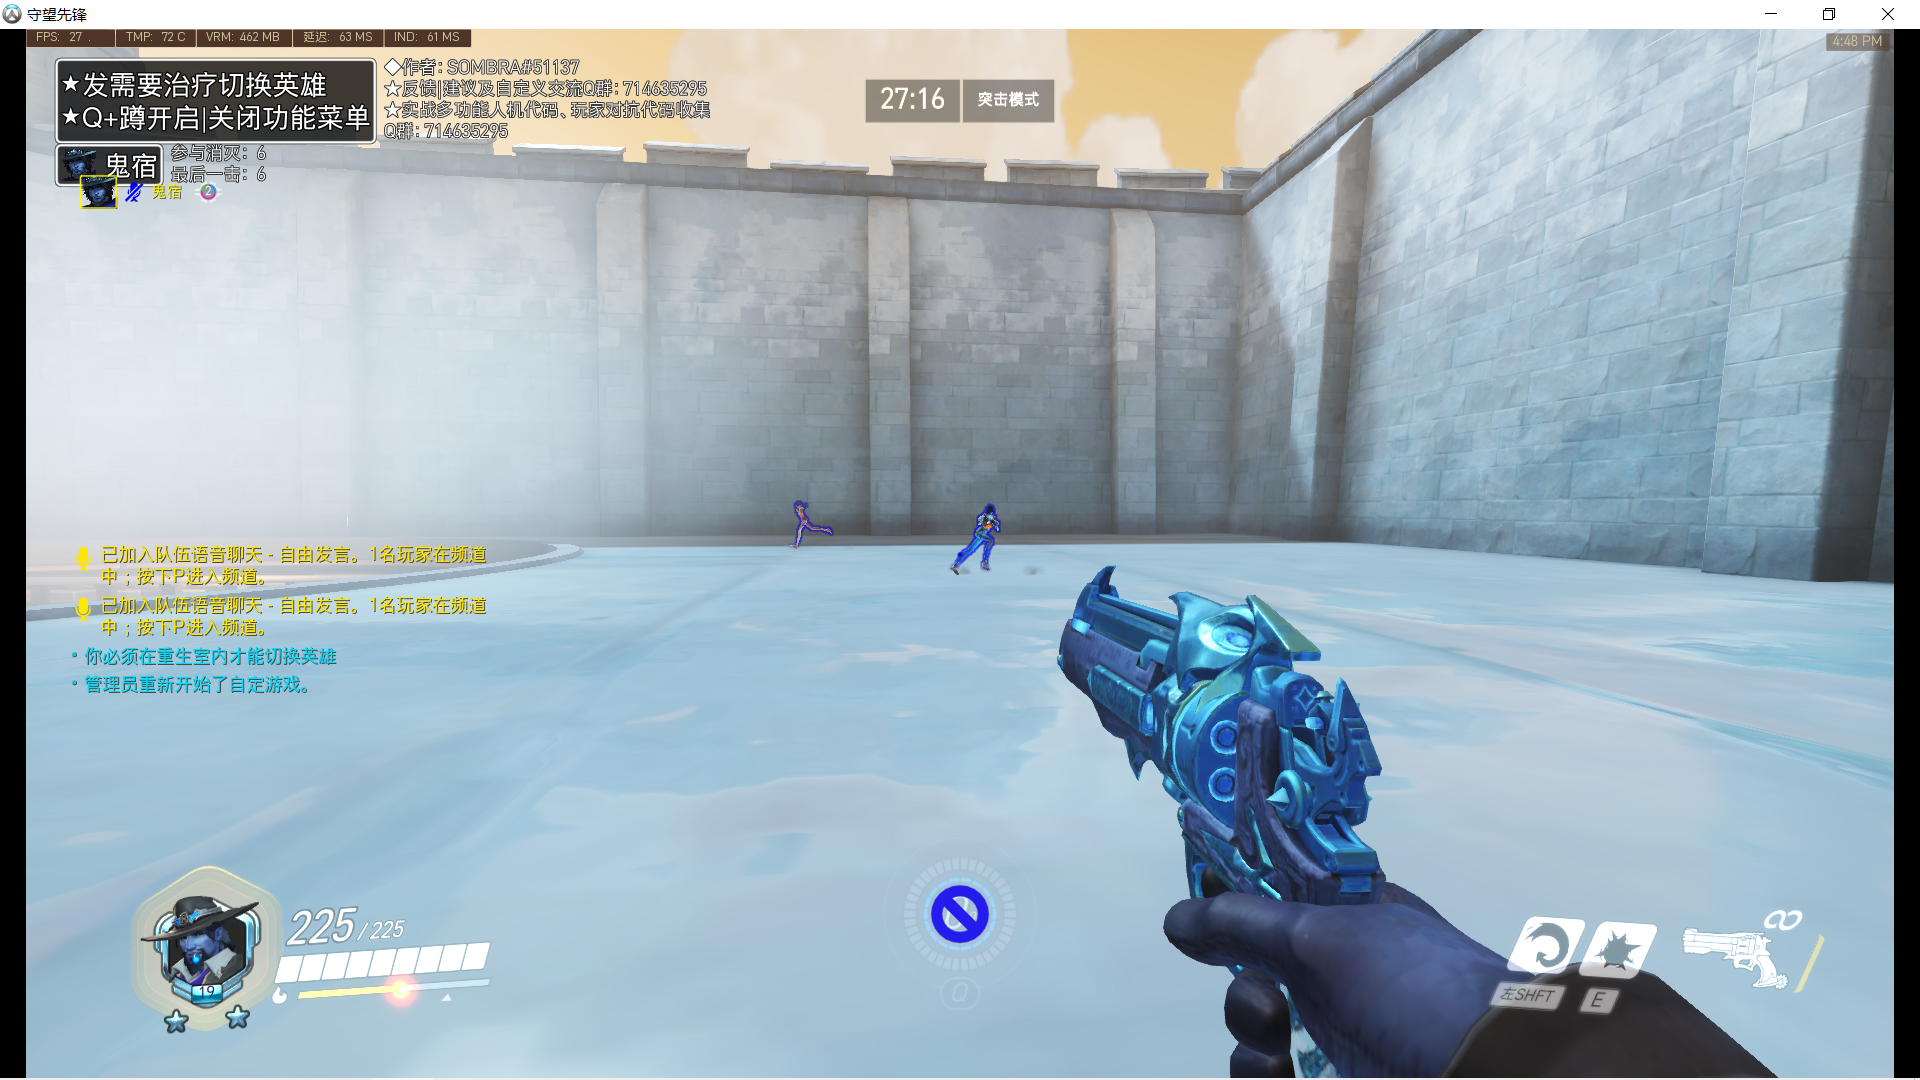 守望先锋
FPS: 27 .
TMP: 72 C
VRM: 462 MB
延迟: 63 MS
IND: 61 MS
4:48 PM
★发需要治疗切换英雄
★Q+蹲开启|关闭功能菜单
◇作者：SOMBRA#51137
★反馈|建议及自定义交流Q群：714635295
★实战多功能人机代码、玩家对抗代码收集
Q群：714635295
27:16
突击模式
鬼宿
参与消灭：6
最后一击：6
鬼宿
2
已加入队伍语音聊天 - 自由发言。1名玩家在频道
中；按下P进入频道。
已加入队伍语音聊天 - 自由发言。1名玩家在频道
中；按下P进入频道。
你必须在重生室内才能切换英雄
管理员重新开始了自定游戏。
225/225
19
Q
左SHFT
E